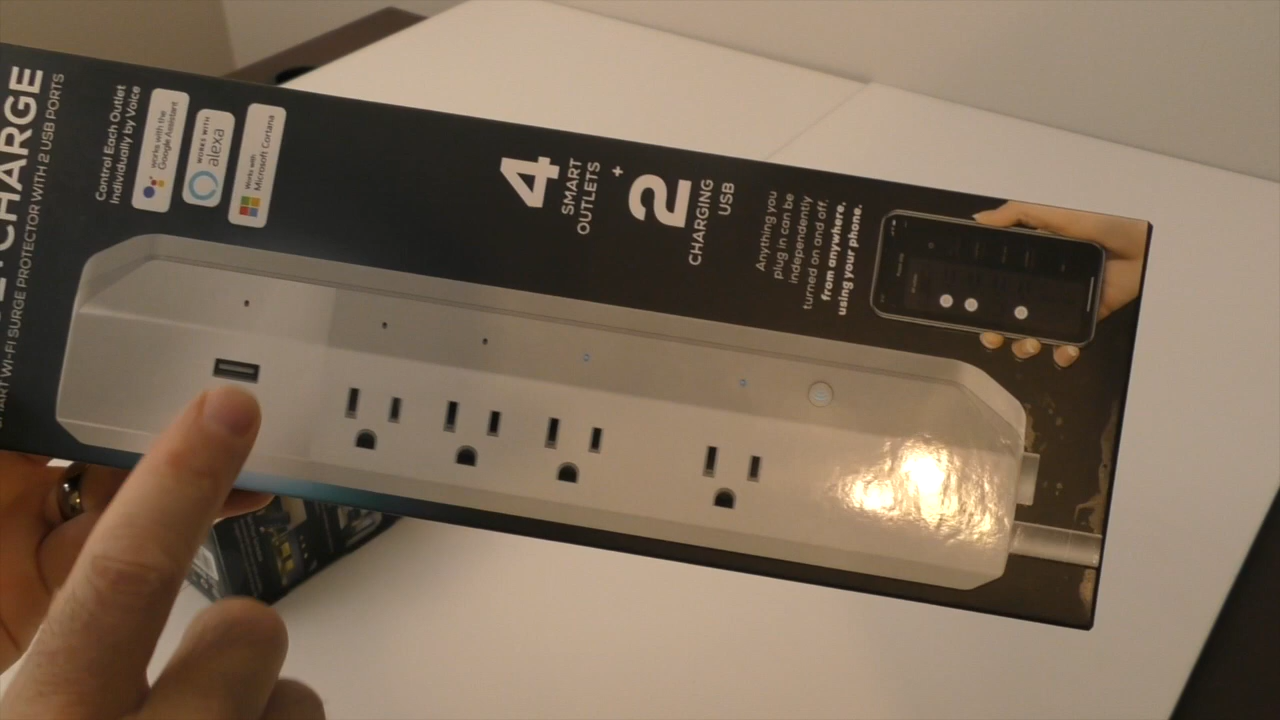 CHARGE
SMART WI-FI SURGE PROTECTOR WITH 2 USB PORTS
Control Each Outlet
Individually by Voice
works with the
Google Assistant
WORKS WITH
alexa
Works with
Microsoft Cortana
4
SMART
OUTLETS
+
2
CHARGING
USB
Anything you
plug in can be
independently
turned on and off,
from anywhere,
using your phone.